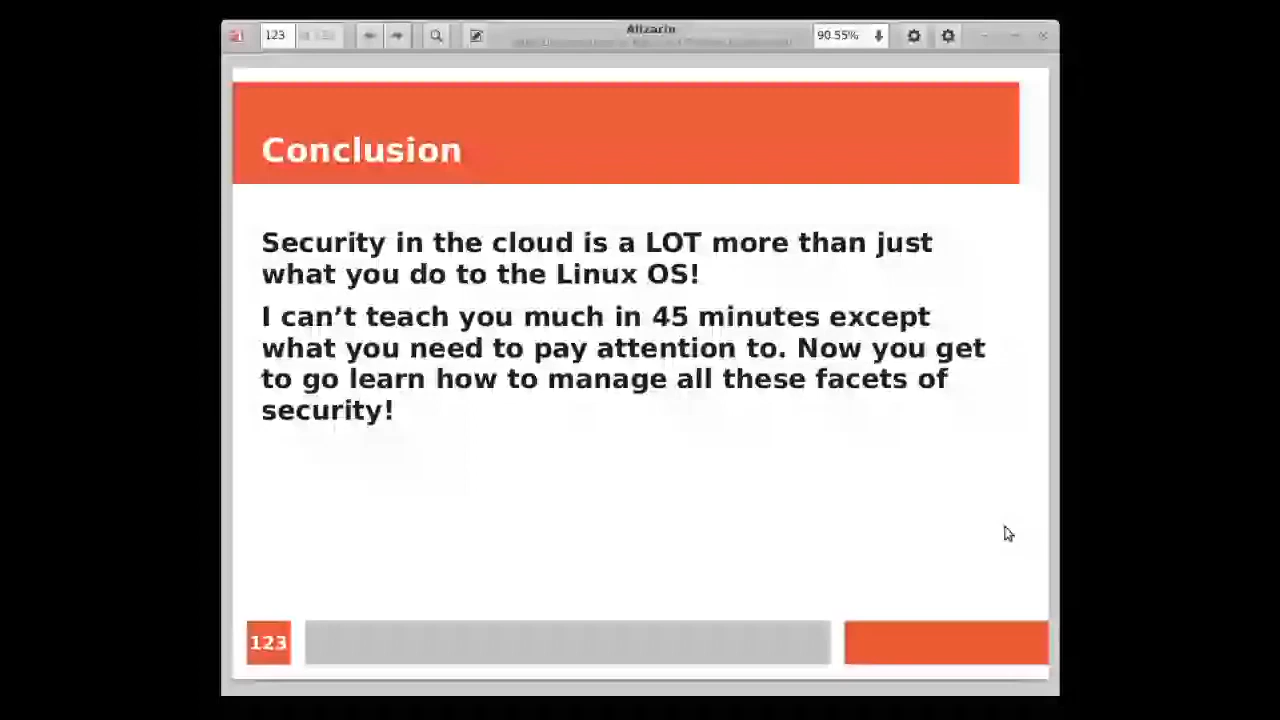 123
Alizarin
90.55%
Conclusion
Security in the cloud is a LOT more than just
what you do to the Linux OS!
I can’t teach you much in 45 minutes except
what you need to pay attention to. Now you get
to go learn how to manage all these facets of
security!
123